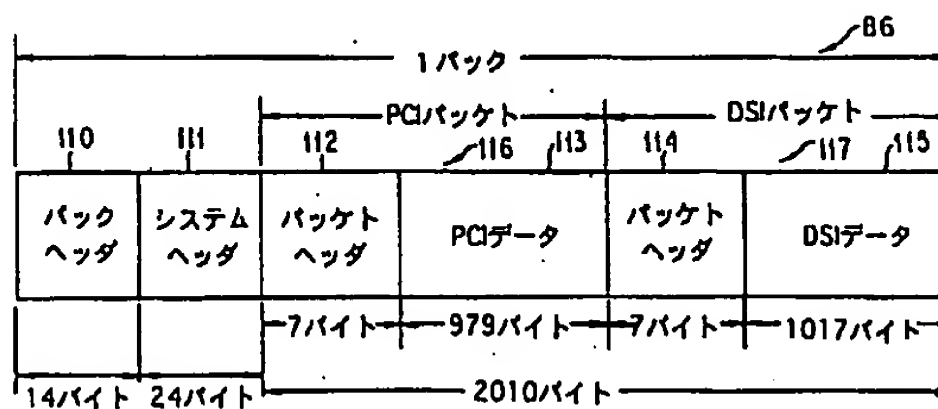 86
1パック
PCIパケット DSIパケット
110 111 112 116 113 114 117 115
パック
ヘッダ
システム
ヘッダ
パケット
ヘッダ
PCIデータ
パケット
ヘッダ
DSIデータ
7バイト 979バイト 7バイト 1017バイト
14バイト 24バイト 2010バイト